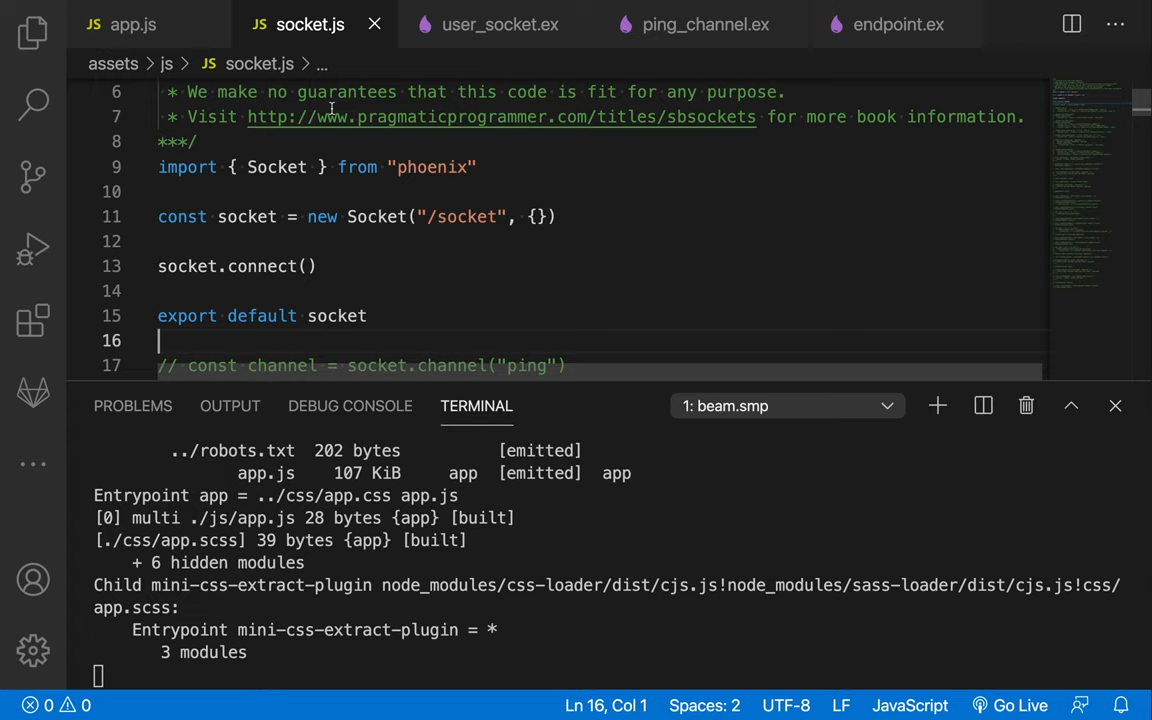 JS app.js
JS socket.js
user_socket.ex
ping_channel.ex
endpoint.ex
assets > js > JS socket.js > ...
6 * We make no guarantees that this code is fit for any purpose.
7 * Visit http://www.pragmaticprogrammer.com/titles/sbsockets for more book information.
8 ***/
9 import { Socket } from "phoenix"
10
11 const socket = new Socket("/socket", {})
12
13 socket.connect()
14
15 export default socket
16
17 // const channel = socket.channel("ping")
PROBLEMS OUTPUT DEBUG CONSOLE TERMINAL 1: beam.smp
../robots.txt 202 bytes [emitted]
app.js 107 KiB app [emitted] app
Entrypoint app = ../css/app.css app.js
[0] multi ./js/app.js 28 bytes {app} [built]
[./css/app.scss] 39 bytes {app} [built]
+ 6 hidden modules
Child mini-css-extract-plugin node_modules/css-loader/dist/cjs.js!node_modules/sass-loader/dist/cjs.js!css/
app.scss:
Entrypoint mini-css-extract-plugin = *
3 modules
0 0 Ln 16, Col 1 Spaces: 2 UTF-8 LF JavaScript Go Live